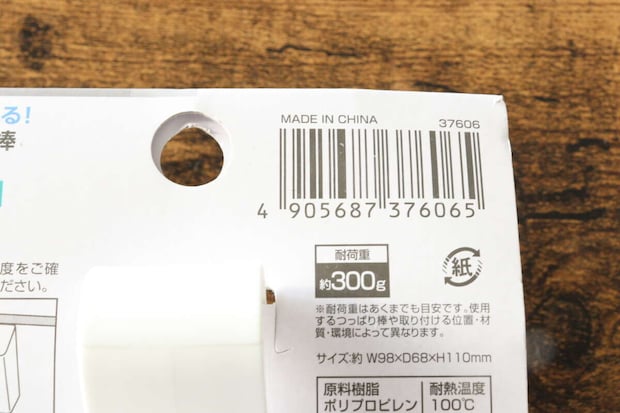 る!
棒
MADE IN CHINA 37606
4 905687 376065
度をご確
ださい。
耐荷重
約300g
紙
※耐荷重はあくまでも目安です。使用
するつっぱり棒や取り付ける位置・材
質・環境によって異なります。
サイズ:約 W98×D68×H110mm
原料樹脂 耐熱温度
ポリプロピレン 100℃